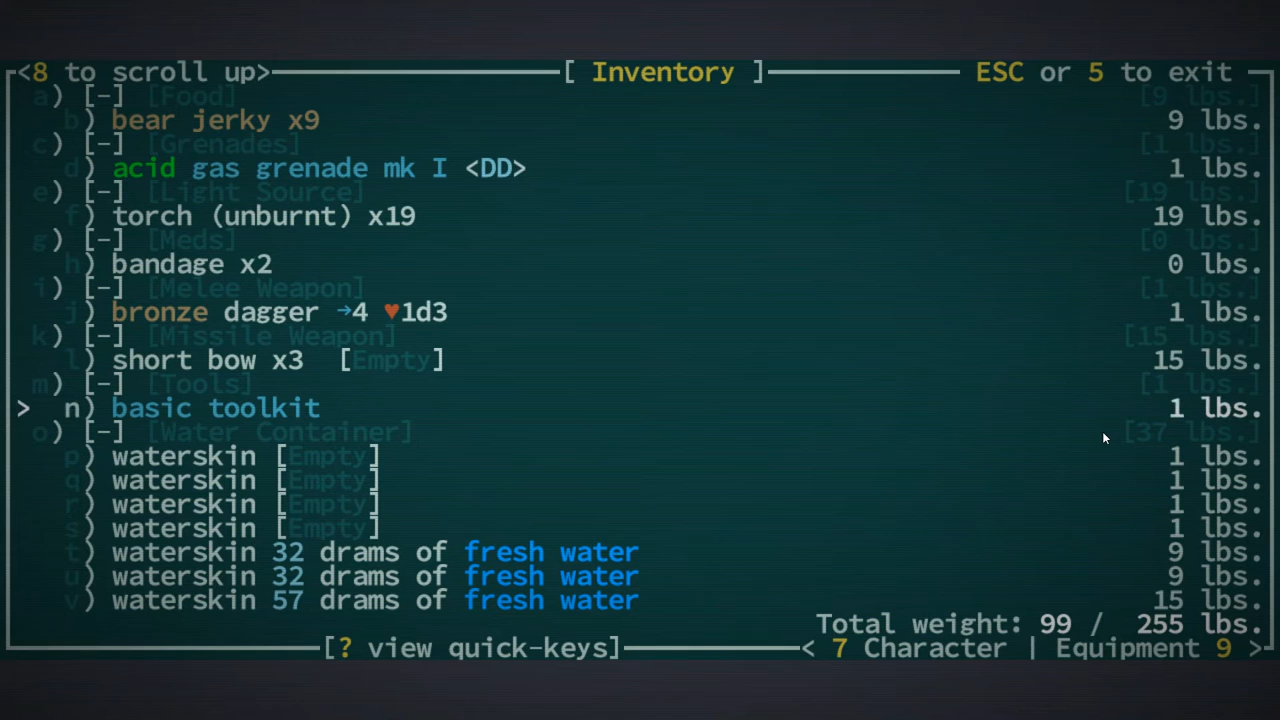 <8 to scroll up> [ Inventory ] ESC or 5 to exit
a) [-] [Food] [9 lbs.]
b) bear jerky x9 9 lbs.
c) [-] [Grenades] [1 lbs.]
d) acid gas grenade mk I <DD> 1 lbs.
e) [-] [Light Source] [19 lbs.]
f) torch (unburnt) x19 19 lbs.
g) [-] [Meds] [0 lbs.]
h) bandage x2 0 lbs.
i) [-] [Melee Weapon] [1 lbs.]
j) bronze dagger →4 ♥1d3 1 lbs.
k) [-] [Missile Weapon] [15 lbs.]
l) short bow x3 [Empty] 15 lbs.
m) [-] [Tools] [1 lbs.]
> n) basic toolkit 1 lbs.
o) [-] [Water Container] [37 lbs.]
p) waterskin [Empty] 1 lbs.
q) waterskin [Empty] 1 lbs.
r) waterskin [Empty] 1 lbs.
s) waterskin [Empty] 1 lbs.
t) waterskin 32 drams of fresh water 9 lbs.
u) waterskin 32 drams of fresh water 9 lbs.
v) waterskin 57 drams of fresh water 15 lbs.
Total weight: 99 / 255 lbs.
[? view quick-keys] < 7 Character | Equipment 9 >